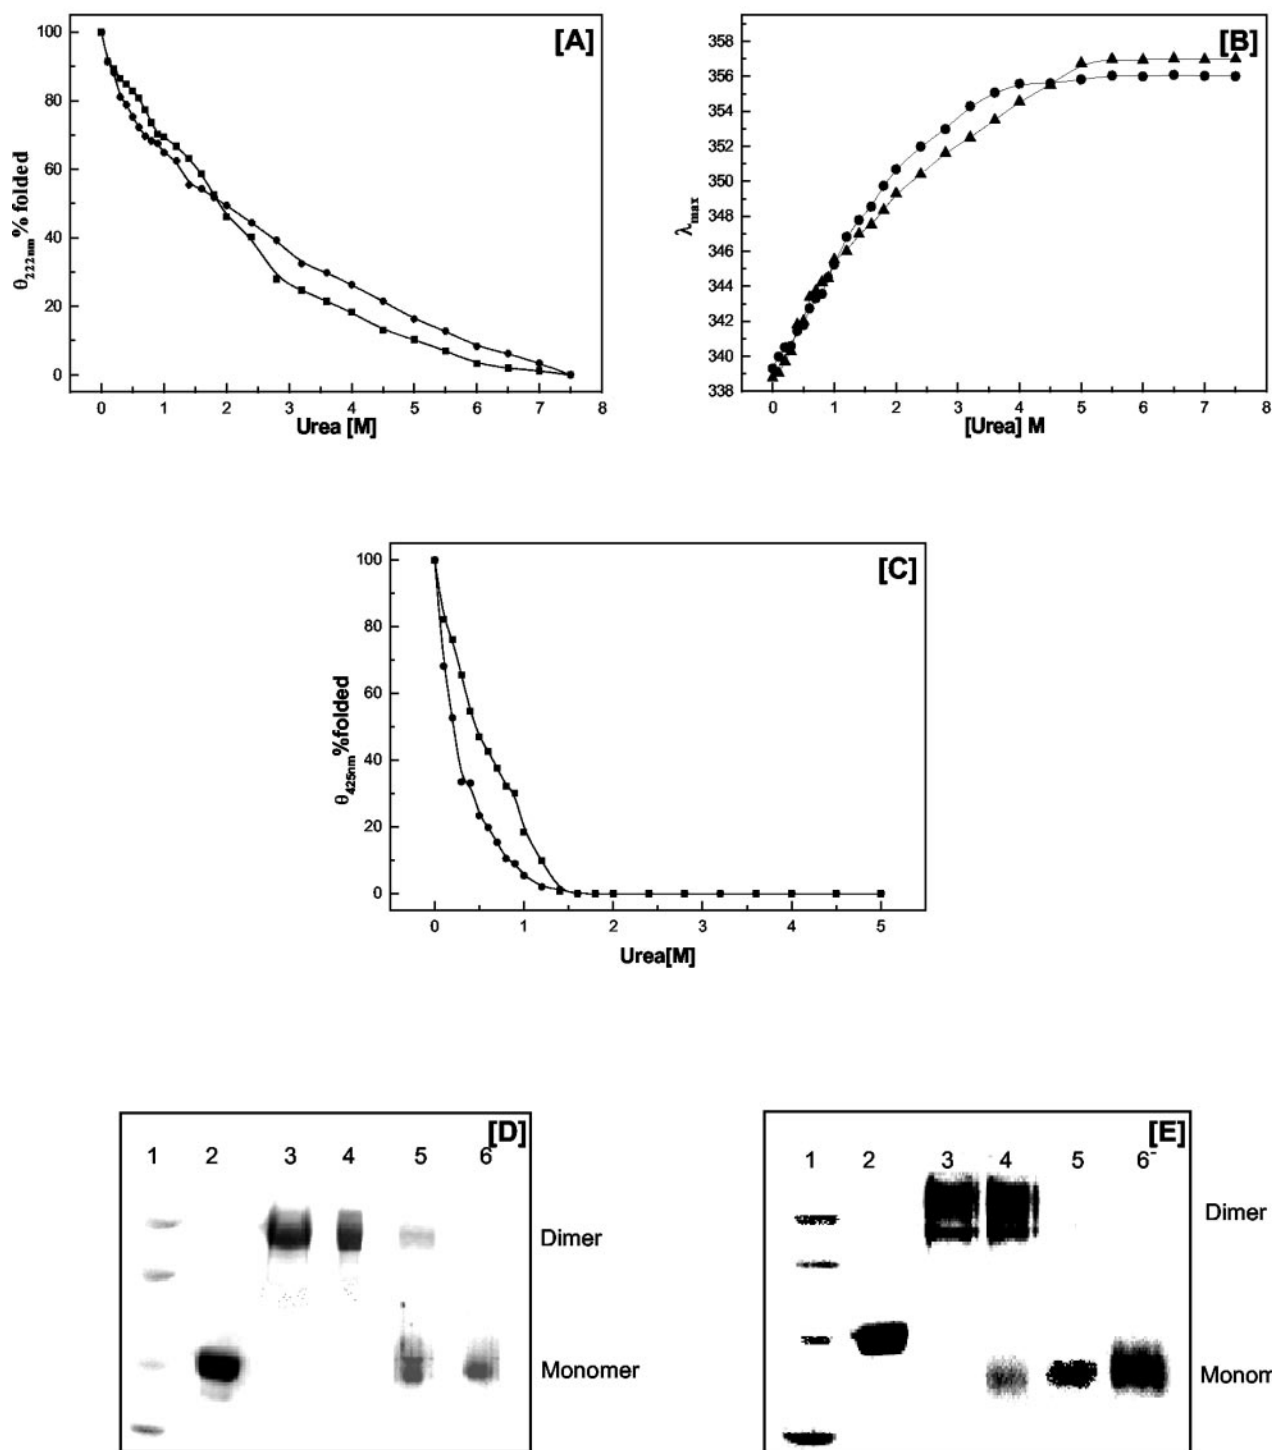 [A]
θ222nm% folded
100
80
60
40
20
0
0 1 2 3 4 5 6 7 8
Urea [M]
[B]
λmax
358
356
354
352
350
348
346
344
342
340
338
0 1 2 3 4 5 6 7 8
[Urea] M
[C]
θ425nm%folded
100
80
60
40
20
0
0 1 2 3 4 5
Urea[M]
[D]
1 2 3 4 5 6
Dimer
Monomer
[E]
1 2 3 4 5 6
Dimer
Monom